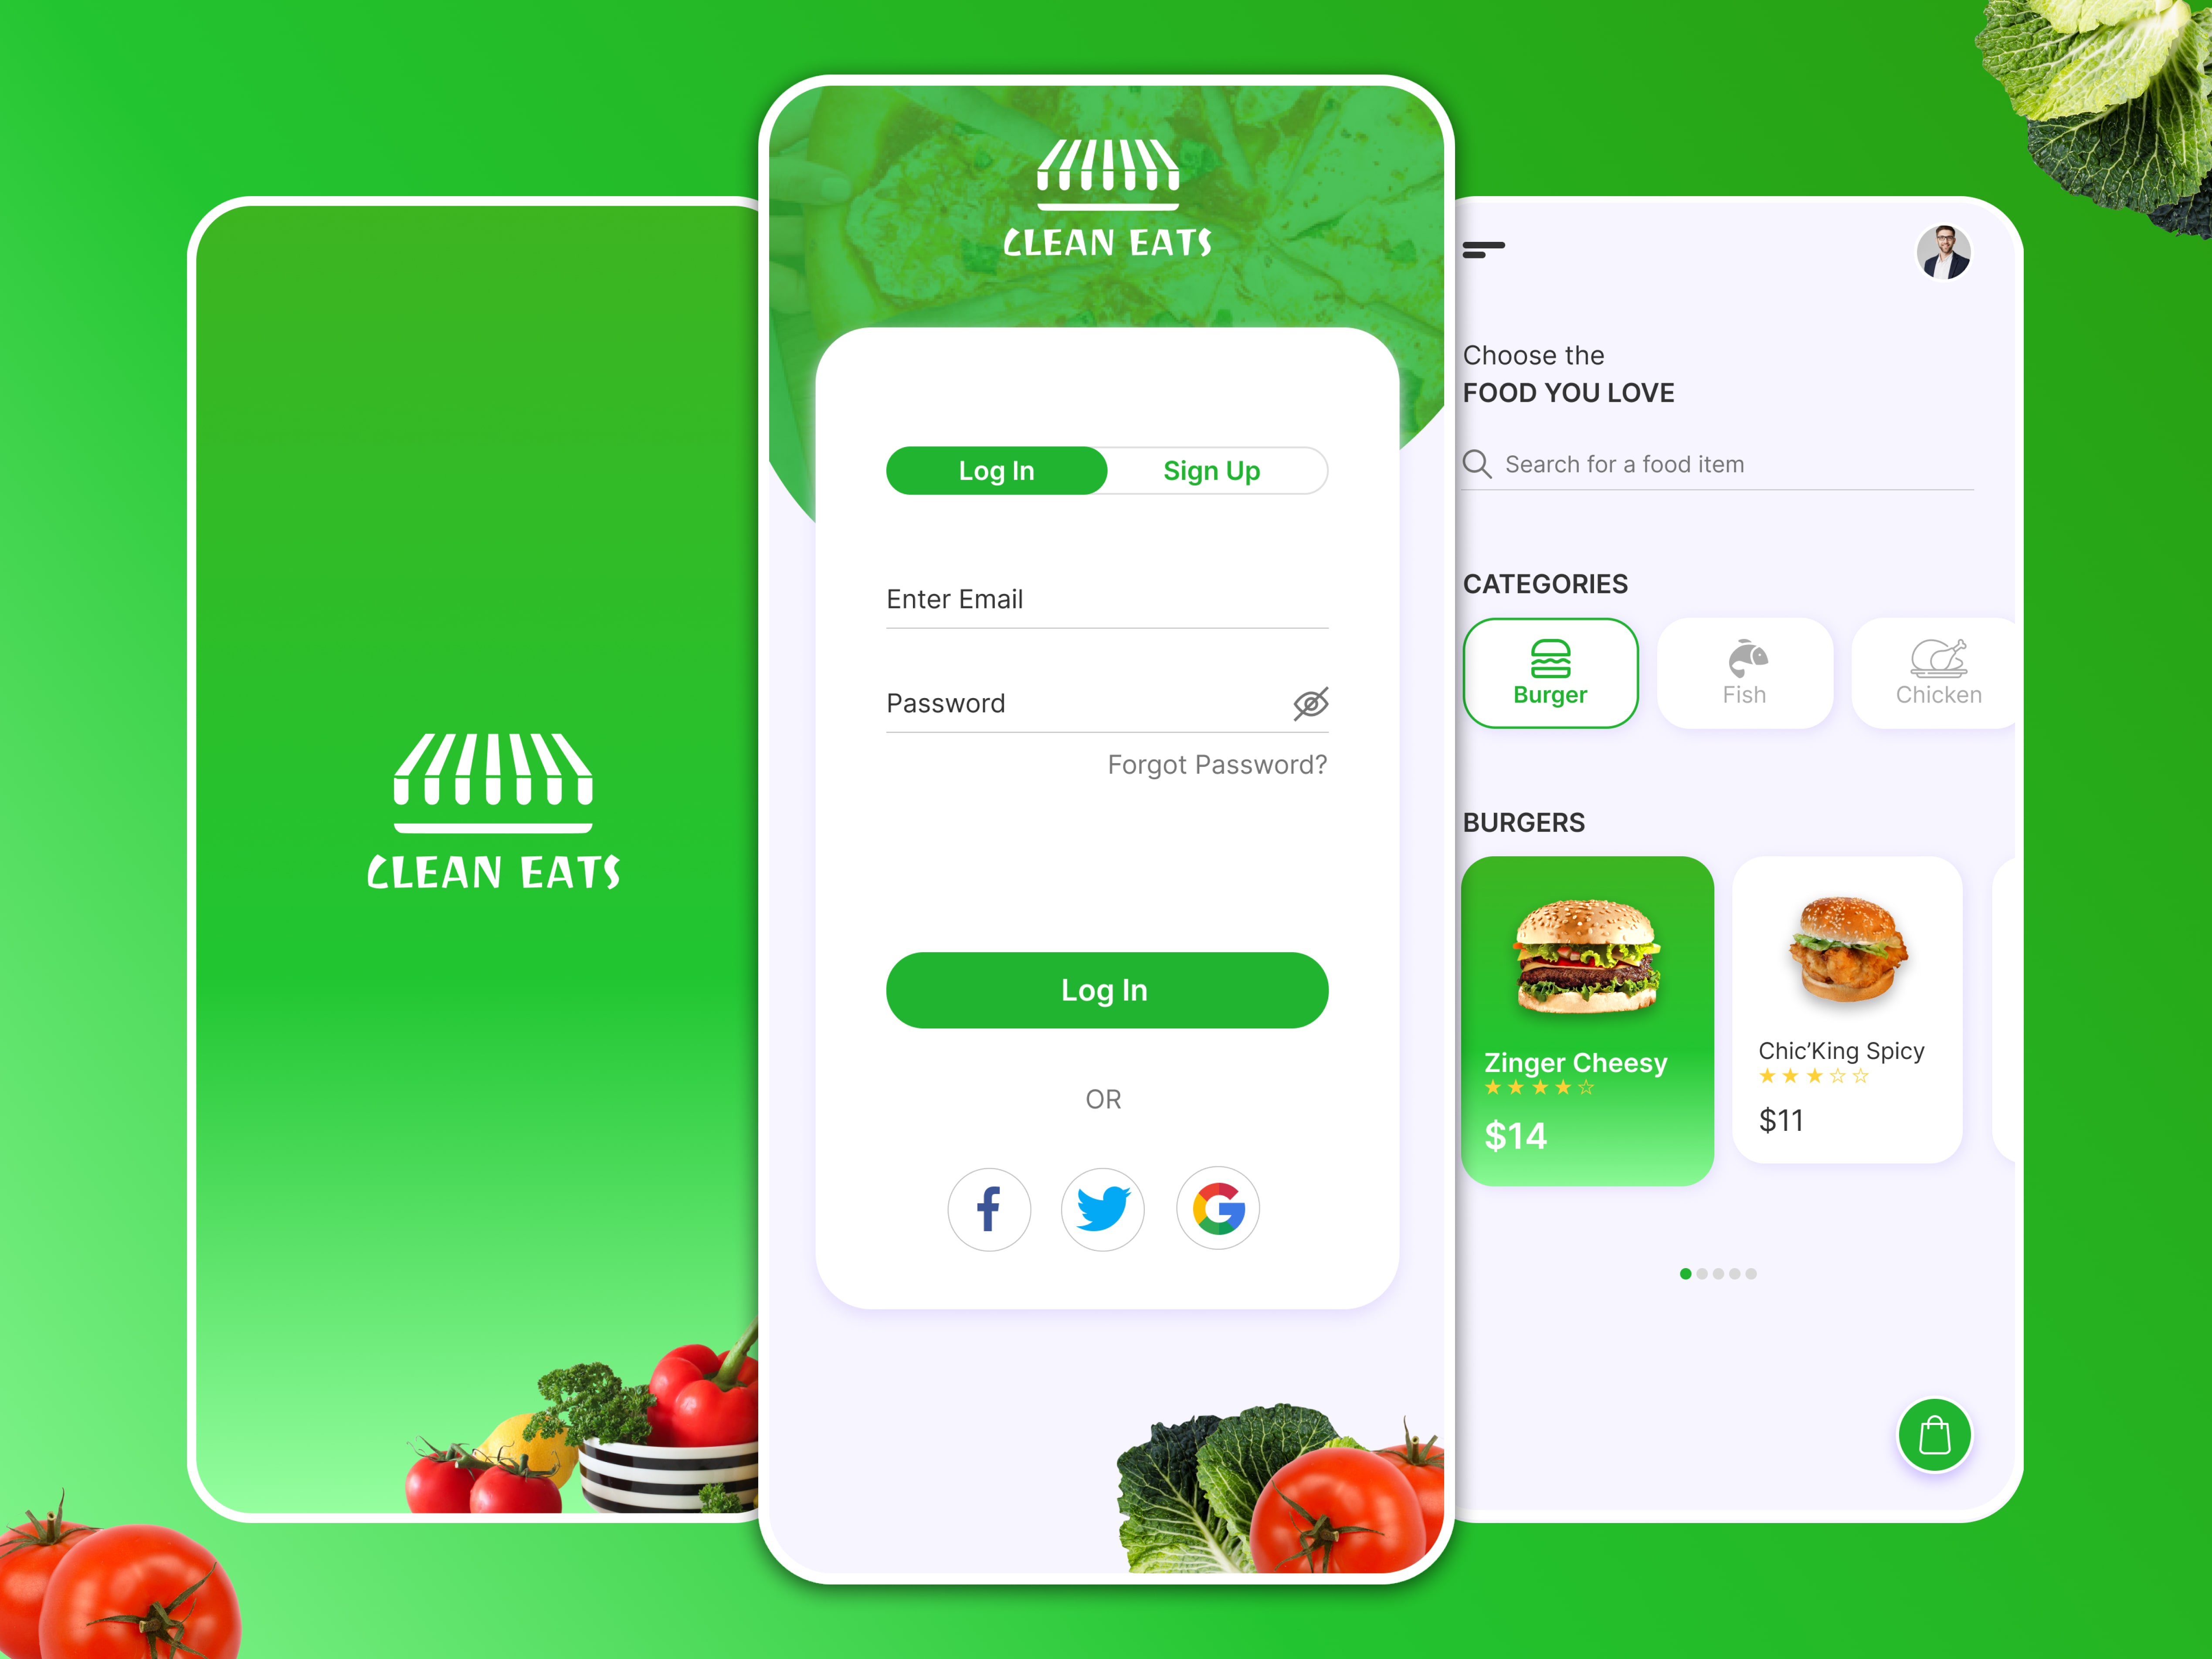 CLEAN EATS
CLEAN EATS
Log In
Sign Up
Enter Email
Password
Forgot Password?
Log In
OR
Choose the
FOOD YOU LOVE
Search for a food item
CATEGORIES
Burger
Fish
Chicken
BURGERS
Zinger Cheesy
$14
Chic'King Spicy
$11